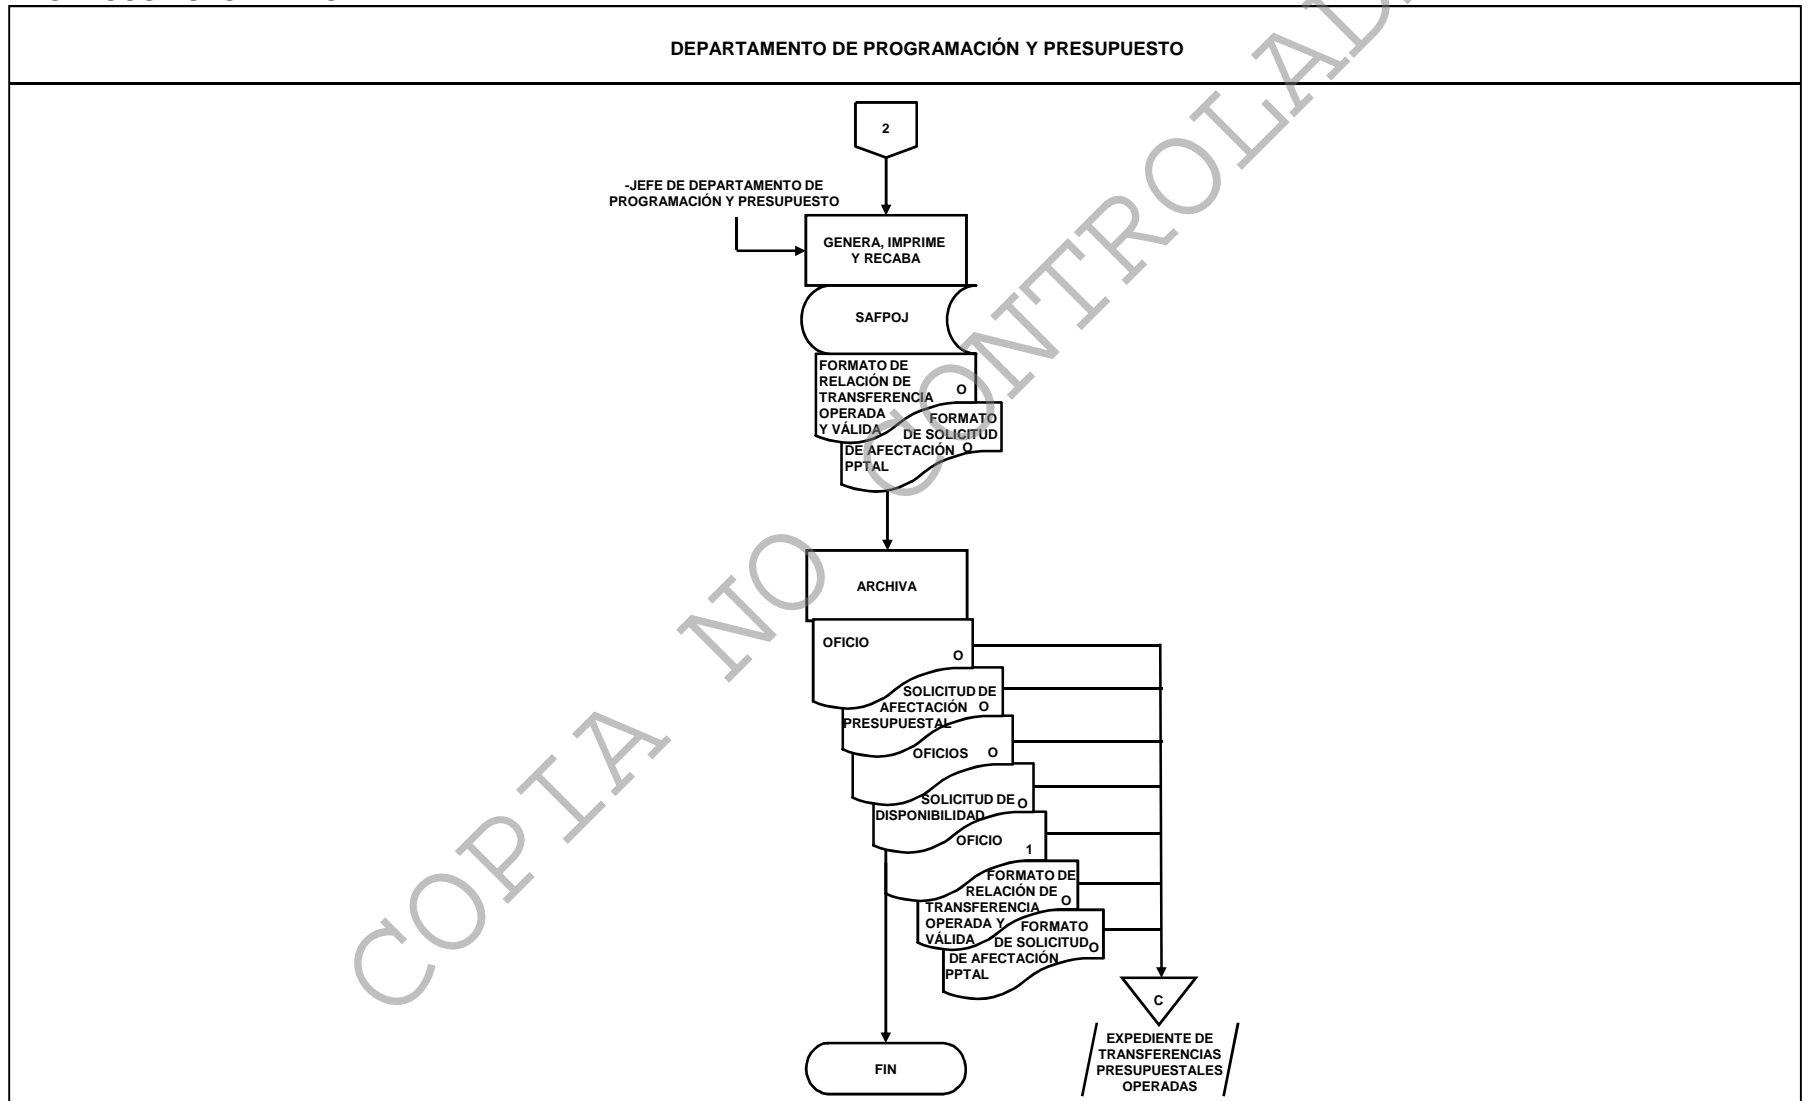 DEPARTAMENTO DE PROGRAMACIÓN Y PRESUPUESTO
2
-JEFE DE DEPARTAMENTO DE
PROGRAMACIÓN Y PRESUPUESTO
GENERA, IMPRIME
Y RECABA
SAFPOJ
FORMATO DE
RELACIÓN DE
TRANSFERENCIA
OPERADA
Y VÁLIDA
O
FORMATO
DE SOLICITUD
DE AFECTACIÓN
PPTAL
O
ARCHIVA
OFICIO
O
SOLICITUD DE
AFECTACIÓN
PRESUPUESTAL
O
OFICIOS
O
SOLICITUD DE
DISPONIBILIDAD
O
OFICIO
1
FORMATO DE
RELACIÓN DE
TRANSFERENCIA
OPERADA Y
VÁLIDA
O
FORMATO
DE SOLICITUD
DE AFECTACIÓN
PPTAL
O
C
EXPEDIENTE DE
TRANSFERENCIAS
PRESUPUESTALES
OPERADAS
FIN
COPIA NO CONTROLAD